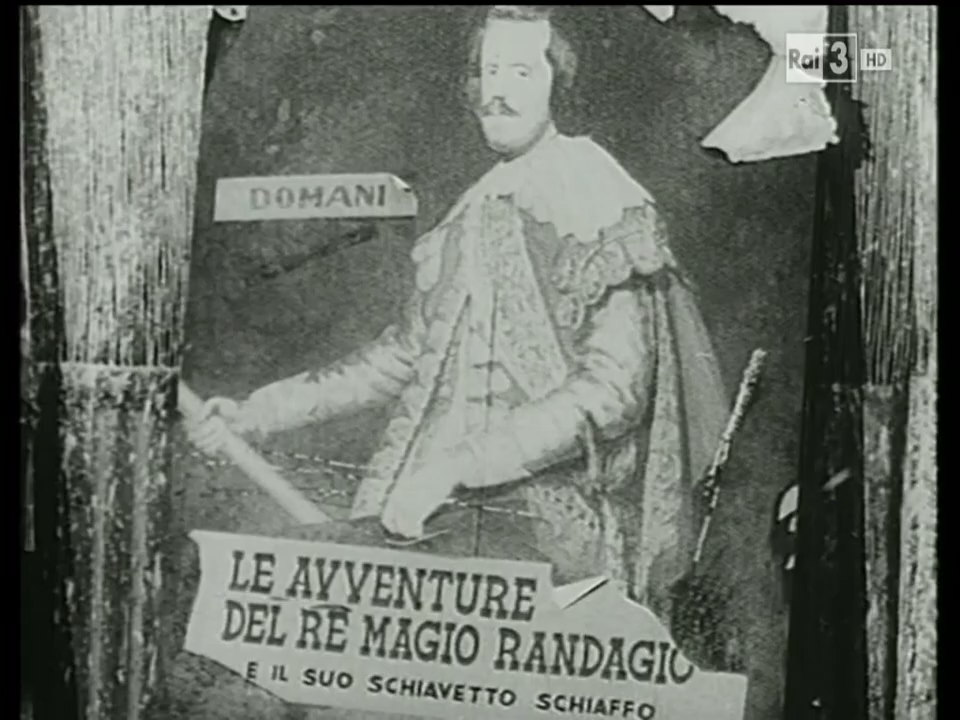 Rai 3 HD
DOMANI
LE AVVENTURE
DEL RE MAGIO RANDAGIO
E IL SUO SCHIAVETTO SCHIAFFO